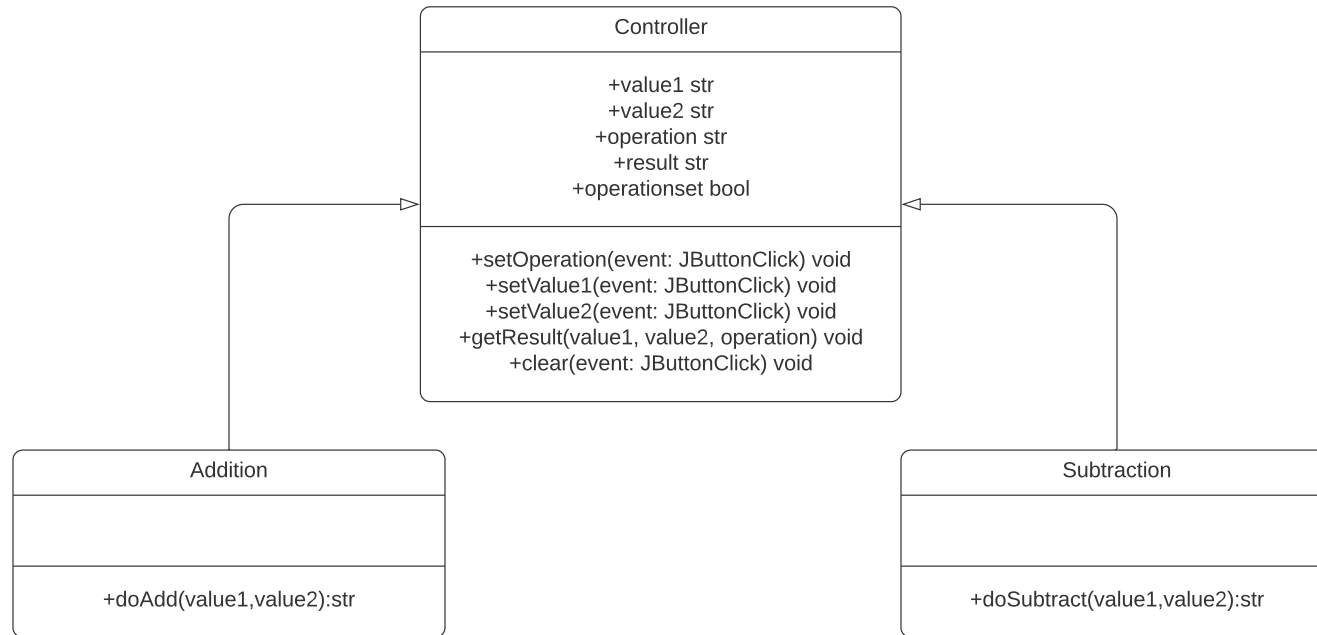 Controller
+value1 str
+value2 str
+operation str
+result str
+operationset bool
+setOperation(event: JButtonClick) void
+setValue1(event: JButtonClick) void
+setValue2(event: JButtonClick) void
+getResult(value1, value2, operation) void
+clear(event: JButtonClick) void
Addition
+doAdd(value1,value2):str
Subtraction
+doSubtract(value1,value2):str